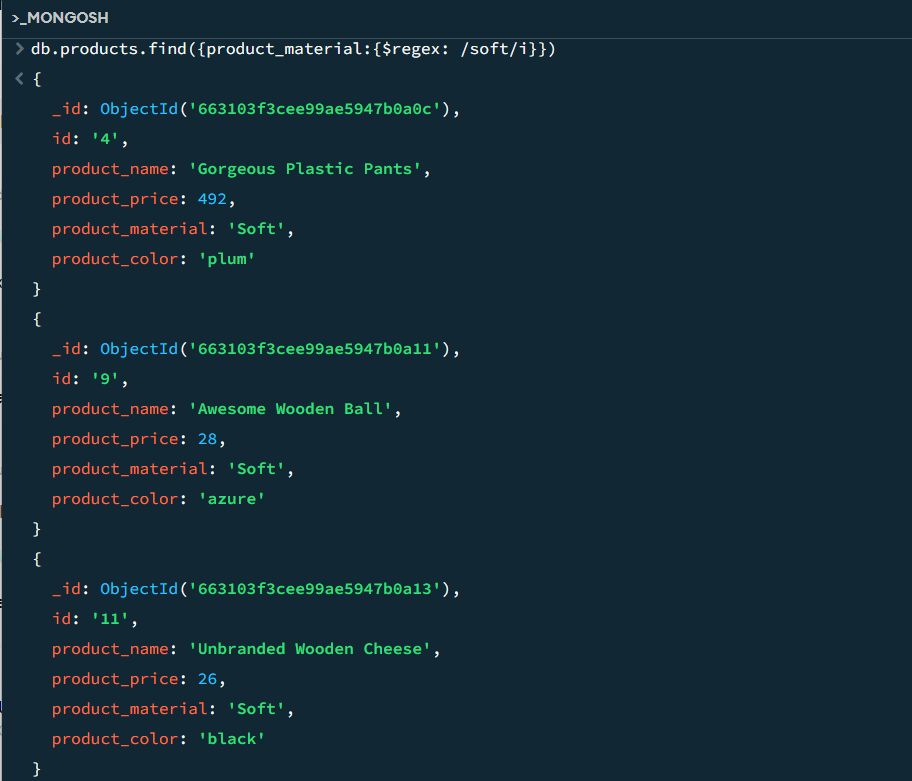 >_MONGOSH
> db.products.find({product_material:{$regex: /soft/i}})
< {
_id: ObjectId('663103f3cee99ae5947b0a0c'),
id: '4',
product_name: 'Gorgeous Plastic Pants',
product_price: 492,
product_material: 'Soft',
product_color: 'plum'
}
{
_id: ObjectId('663103f3cee99ae5947b0a11'),
id: '9',
product_name: 'Awesome Wooden Ball',
product_price: 28,
product_material: 'Soft',
product_color: 'azure'
}
{
_id: ObjectId('663103f3cee99ae5947b0a13'),
id: '11',
product_name: 'Unbranded Wooden Cheese',
product_price: 26,
product_material: 'Soft',
product_color: 'black'
}